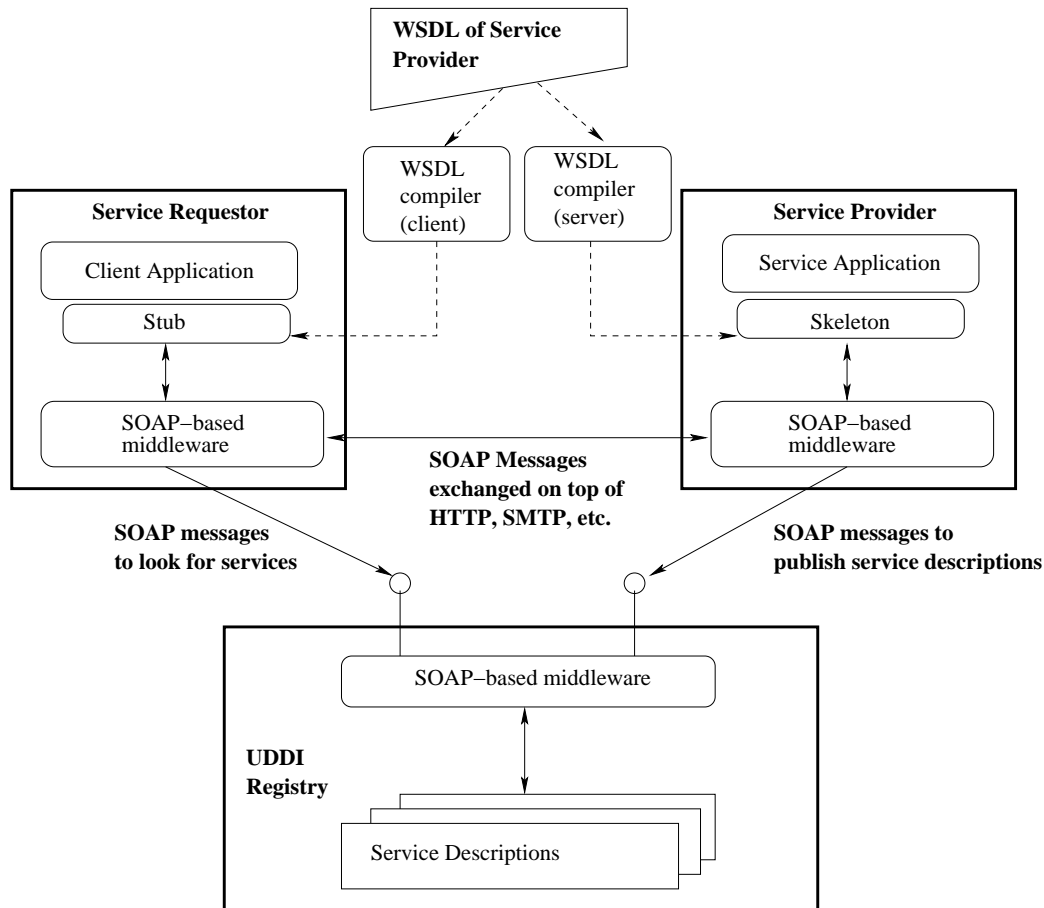 WSDL of Service
Provider
WSDL
compiler
(client)
WSDL
compiler
(server)
Service Requestor
Client Application
Stub
SOAP−based
middleware
Service Provider
Service Application
Skeleton
SOAP−based
middleware
SOAP Messages
exchanged on top of
HTTP, SMTP, etc.
SOAP messages
to look for services
SOAP messages to
publish service descriptions
SOAP−based middleware
UDDI
Registry
Service Descriptions